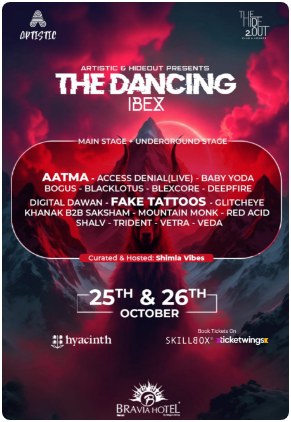 ARTISTIC
THE
HIDE
2.OUT
ARTISTIC & HIDEOUT PRESENTS
THE DANCING
IBEX
MAIN STAGE + UNDERGROUND STAGE
AATMA - ACCESS DENIAL(LIVE) - BABY YODA
BOGUS - BLACKLOTUS - BLEXCORE - DEEPFIRE
DIGITAL DAWAN - FAKE TATTOOS - GLITCHEYE
KHANAK B2B SAKSHAM - MOUNTAIN MONK - RED ACID
SHALV - TRIDENT - VETRA - VEDA
Curated & Hosted: Shimla Vibes
25TH & 26TH
OCTOBER
hyacinth
Book Tickets On
SKILLBOX
ticketwings
BRAVIA HOTEL